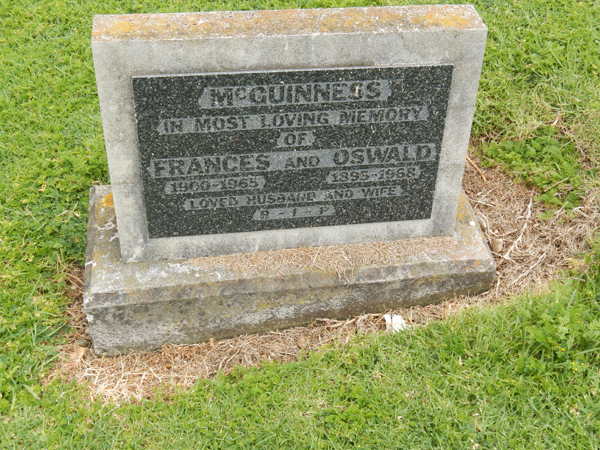 McGUINNESS
IN MOST LOVING MEMORY
OF
FRANCES AND OSWALD
1900-1965 1895-1968
LOVED HUSBAND AND WIFE
R-I-P